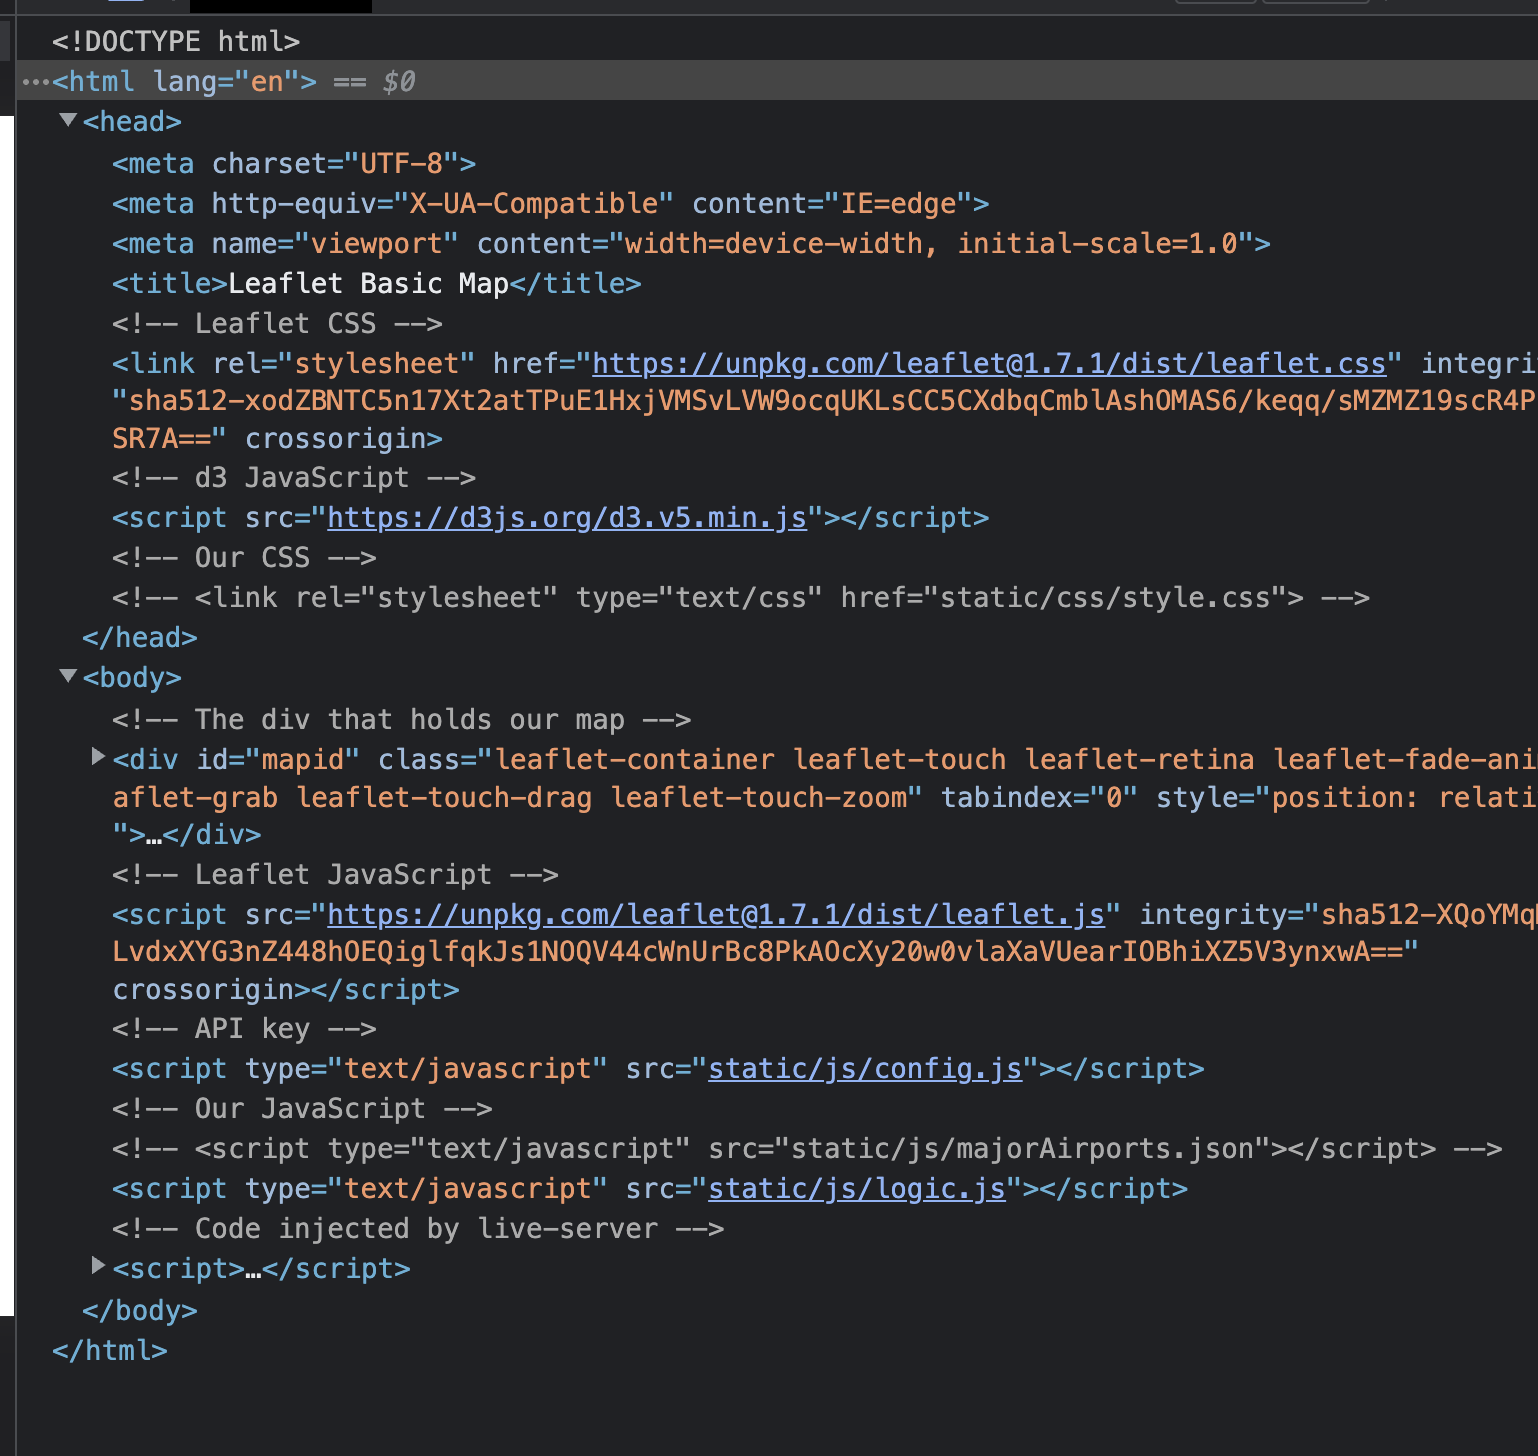 <!DOCTYPE html>
<html lang="en"> == $0
<head>
<meta charset="UTF-8">
<meta http-equiv="X-UA-Compatible" content="IE=edge">
<meta name="viewport" content="width=device-width, initial-scale=1.0">
<title>Leaflet Basic Map</title>
<!-- Leaflet CSS -->
<link rel="stylesheet" href="https://unpkg.com/leaflet@1.7.1/dist/leaflet.css" integri
"sha512-xodZBNTC5n17Xt2atTPuE1HxjVMSvLVW9ocqUKLsCC5CXdbqCmblAshOMAS6/keqq/sMZMZ19scR4P
SR7A==" crossorigin>
<!-- d3 JavaScript -->
<script src="https://d3js.org/d3.v5.min.js"></script>
<!-- Our CSS -->
<!-- <link rel="stylesheet" type="text/css" href="static/css/style.css"> -->
</head>
<body>
<!-- The div that holds our map -->
<div id="mapid" class="leaflet-container leaflet-touch leaflet-retina leaflet-fade-ani
aflet-grab leaflet-touch-drag leaflet-touch-zoom" tabindex="0" style="position: relati
">…</div>
<!-- Leaflet JavaScript -->
<script src="https://unpkg.com/leaflet@1.7.1/dist/leaflet.js" integrity="sha512-XQoYMq
LvdxXYG3nZ448hOEQiglfqkJs1NOQV44cWnUrBc8PkAOcXy20w0vlaXaVUearIOBhiXZ5V3ynxwA=="
crossorigin></script>
<!-- API key -->
<script type="text/javascript" src="static/js/config.js"></script>
<!-- Our JavaScript -->
<!-- <script type="text/javascript" src="static/js/majorAirports.json"></script> -->
<script type="text/javascript" src="static/js/logic.js"></script>
<!-- Code injected by live-server -->
<script>…</script>
</body>
</html>